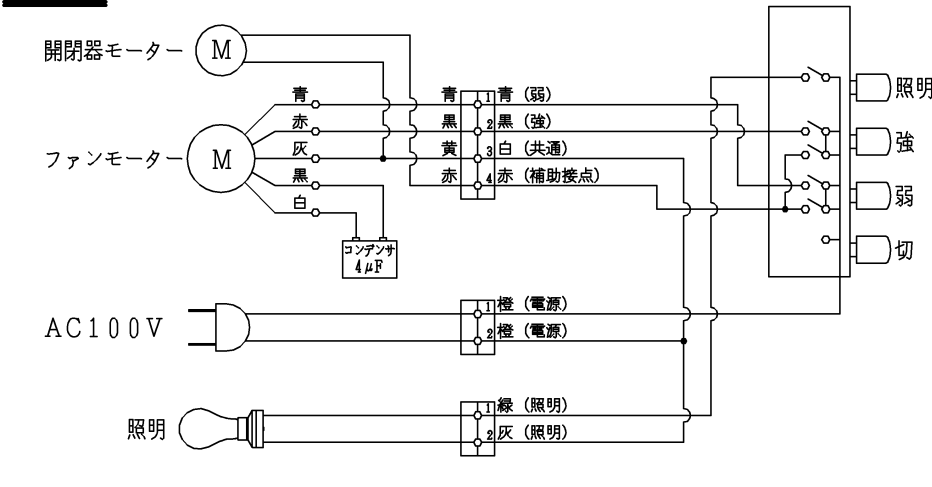 開閉器モーター
M
ファンモーター
M
青
赤
灰
黒
白
コンデンサ
4μF
青 1 青 (弱)
黒 2 黒 (強)
黄 3 白 (共通)
赤 4 赤 (補助接点)
照明
強
弱
切
AC100V
1 橙 (電源)
2 橙 (電源)
照明
1 緑 (照明)
2 灰 (照明)